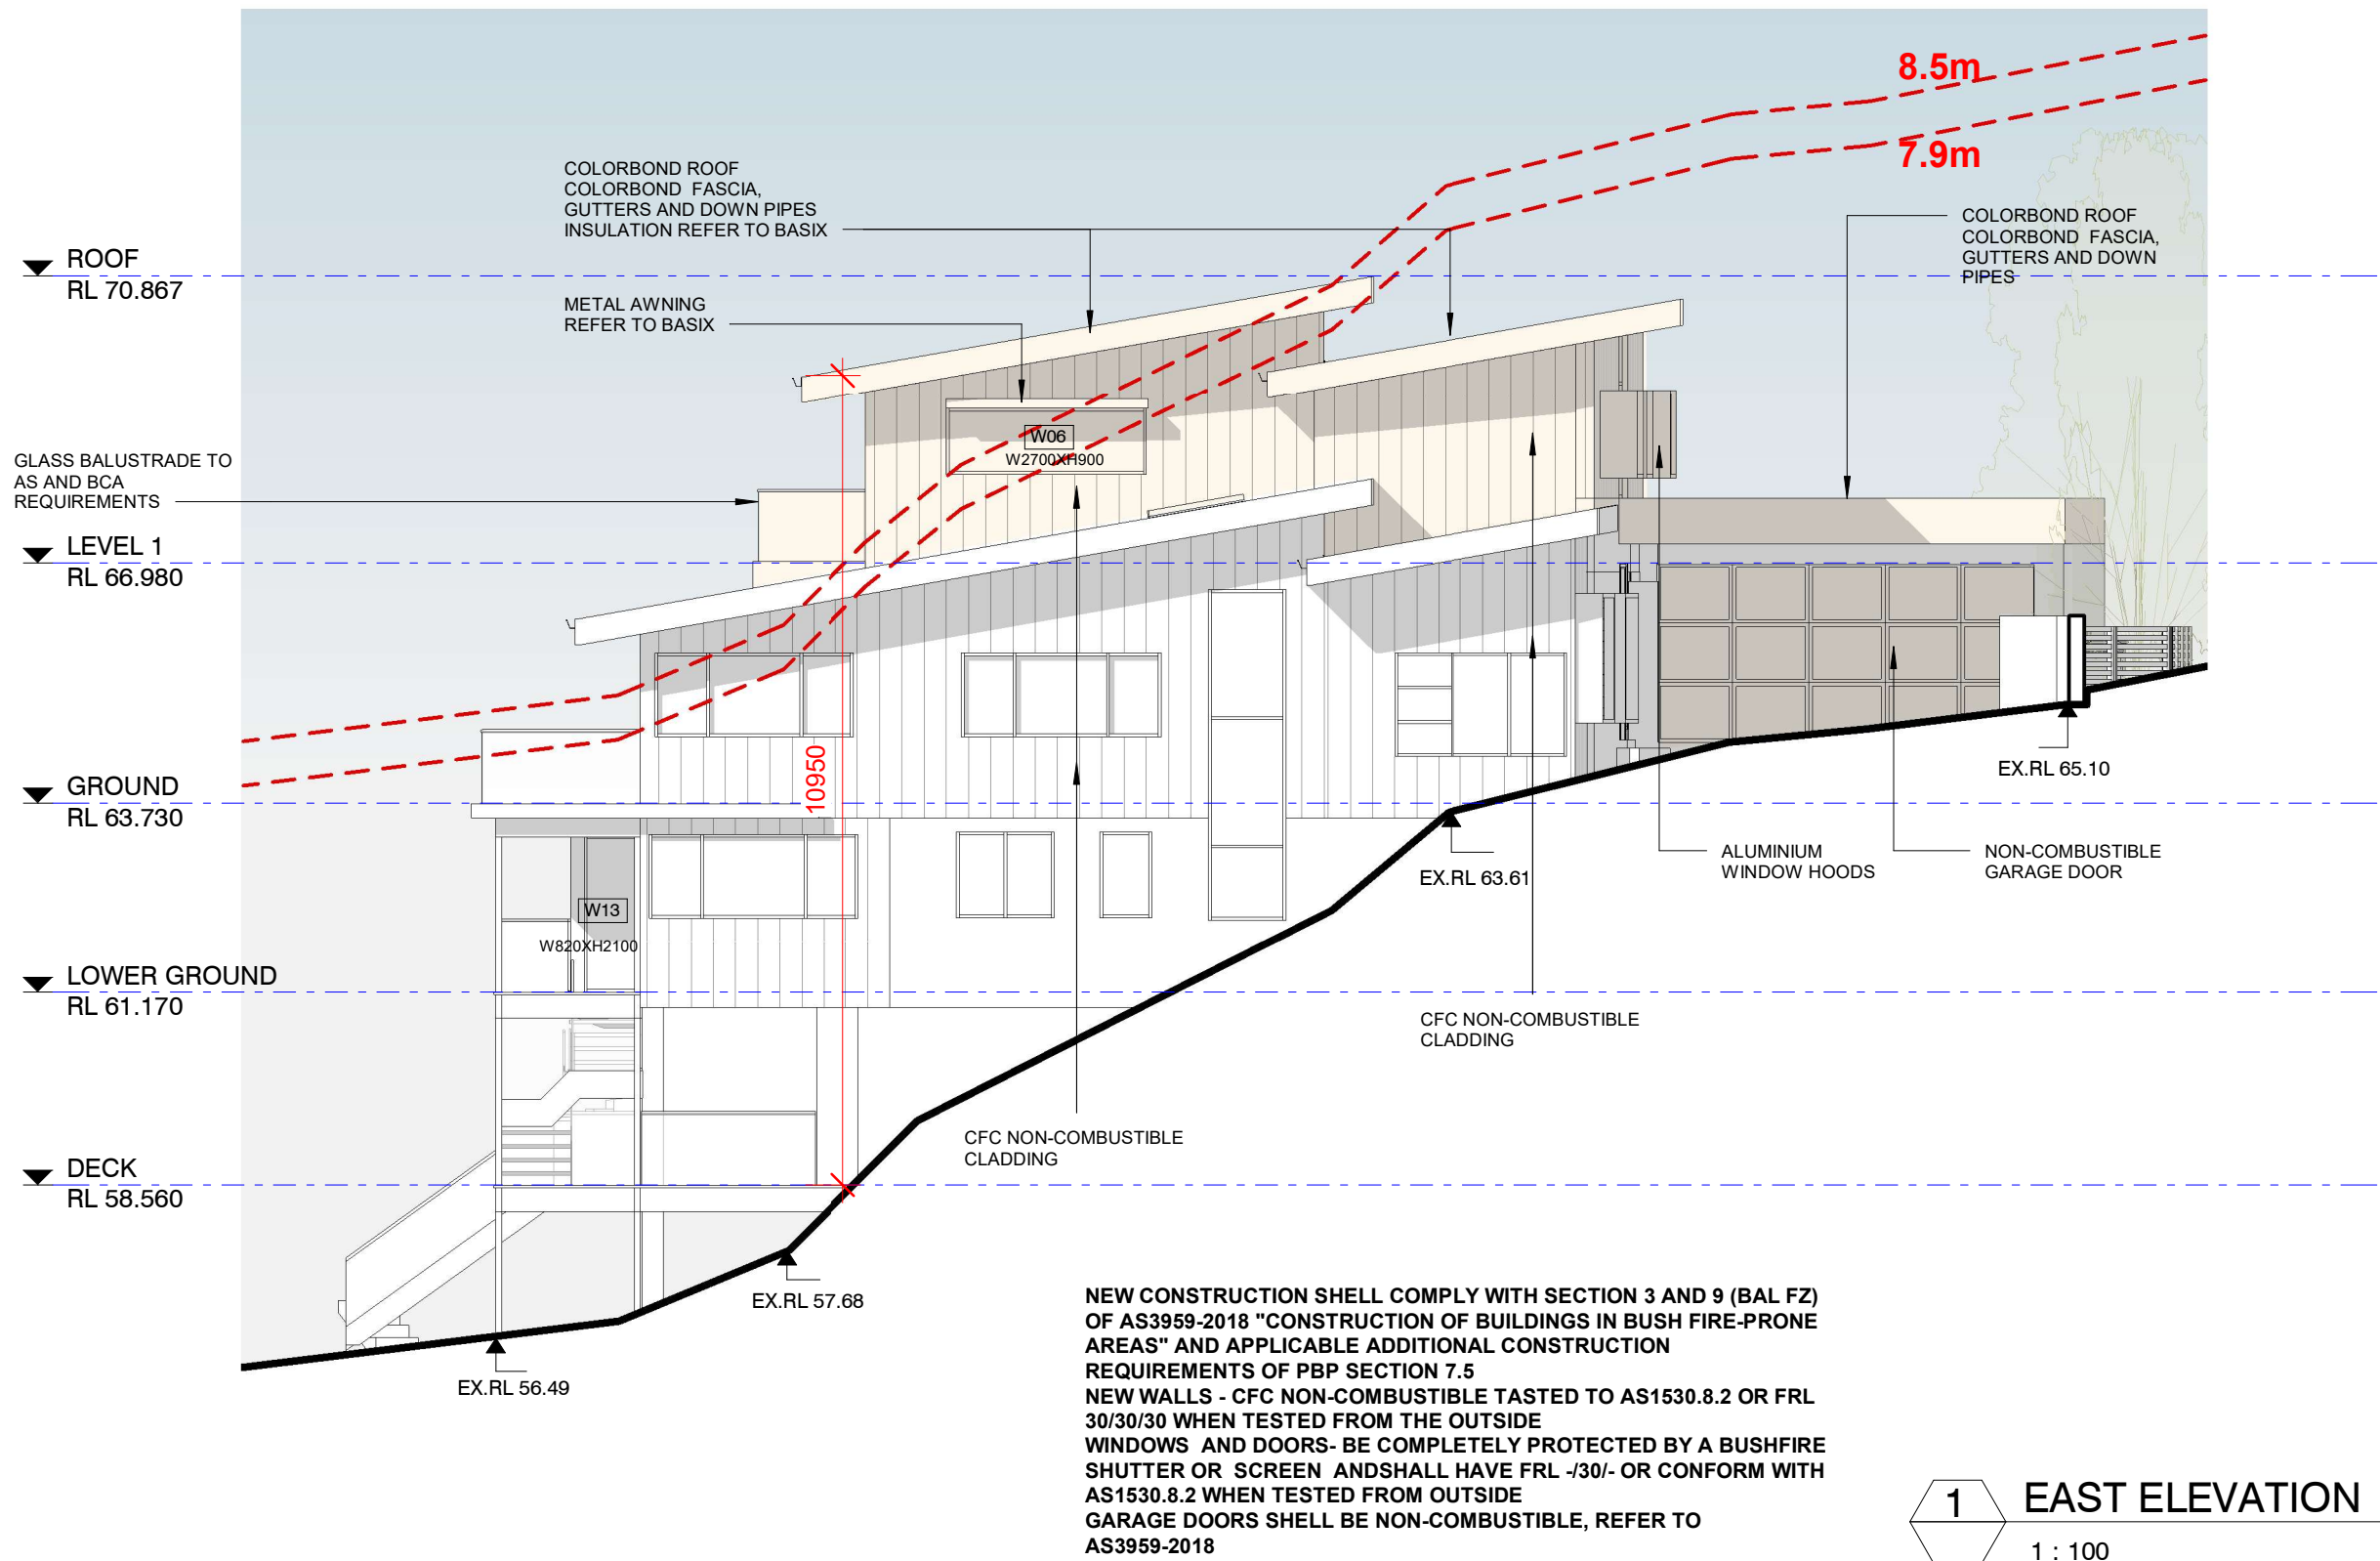 8.5m
7.9m
COLORBOND ROOF
COLORBOND FASCIA,
GUTTERS AND DOWN PIPES
INSULATION REFER TO BASIX
COLORBOND ROOF
COLORBOND FASCIA,
GUTTERS AND DOWN
PIPES
ROOF
RL 70.867
METAL AWNING
REFER TO BASIX
W06
W2700XH900
GLASS BALUSTRADE TO
AS AND BCA
REQUIREMENTS
LEVEL 1
RL 66.980
10950
GROUND
RL 63.730
EX.RL 65.10
EX.RL 63.61
ALUMINIUM
WINDOW HOODS
NON-COMBUSTIBLE
GARAGE DOOR
W13
W820XH2100
LOWER GROUND
RL 61.170
CFC NON-COMBUSTIBLE
CLADDING
CFC NON-COMBUSTIBLE
CLADDING
DECK
RL 58.560
EX.RL 57.68
EX.RL 56.49
NEW CONSTRUCTION SHELL COMPLY WITH SECTION 3 AND 9 (BAL FZ)
OF AS3959-2018 "CONSTRUCTION OF BUILDINGS IN BUSH FIRE-PRONE
AREAS" AND APPLICABLE ADDITIONAL CONSTRUCTION
REQUIREMENTS OF PBP SECTION 7.5
NEW WALLS - CFC NON-COMBUSTIBLE TASTED TO AS1530.8.2 OR FRL
30/30/30 WHEN TESTED FROM THE OUTSIDE
WINDOWS AND DOORS- BE COMPLETELY PROTECTED BY A BUSHFIRE
SHUTTER OR SCREEN ANDSHALL HAVE FRL -/30/- OR CONFORM WITH
AS1530.8.2 WHEN TESTED FROM OUTSIDE
GARAGE DOORS SHELL BE NON-COMBUSTIBLE, REFER TO
AS3959-2018
1
EAST ELEVATION
1 : 100